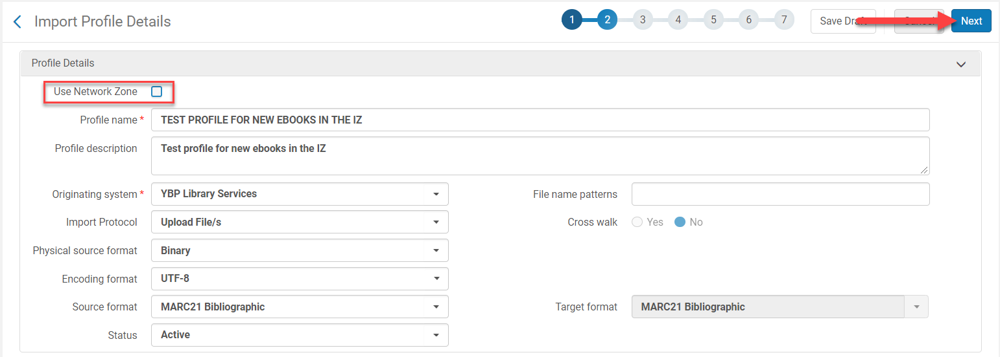 Import Profile Details
1 2 3 4 5 6 7
Save Draft
Cancel
Next
Profile Details
Use Network Zone
Profile name * TEST PROFILE FOR NEW EBOOKS IN THE IZ
Profile description Test profile for new ebooks in the IZ
Originating system * YBP Library Services File name patterns
Import Protocol Upload File/s Cross walk Yes No
Physical source format Binary
Encoding format UTF-8
Source format MARC21 Bibliographic Target format MARC21 Bibliographic
Status Active